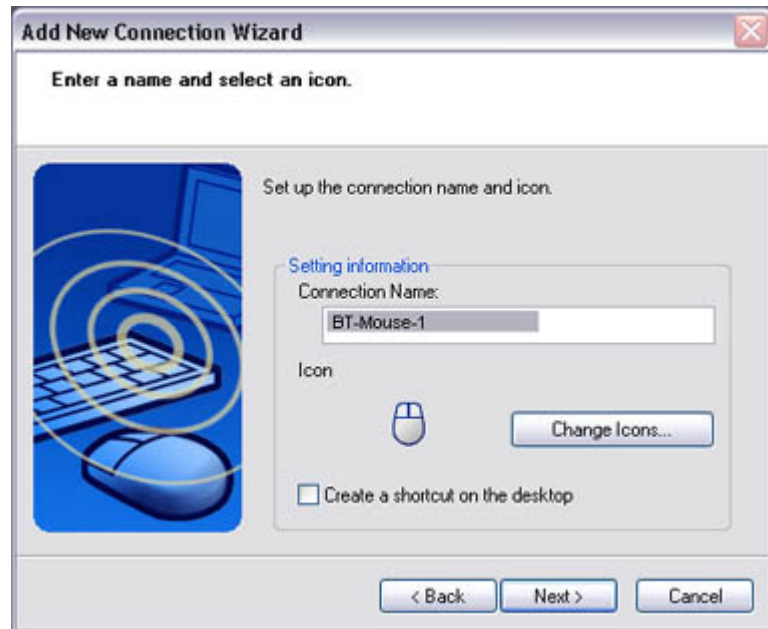 Add New Connection Wizard
Enter a name and select an icon.
Set up the connection name and icon.
Setting information
Connection Name:
BT-Mouse-1
Icon
Change Icons...
Create a shortcut on the desktop
< Back
Next >
Cancel